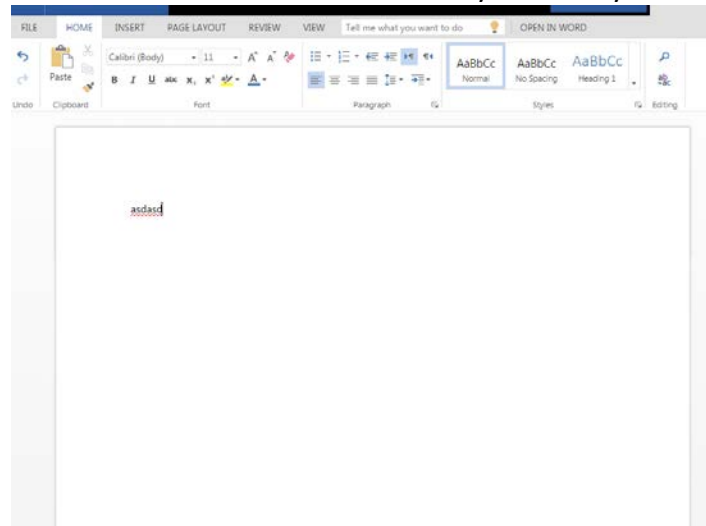 FILE HOME INSERT PAGE LAYOUT REVIEW VIEW Tell me what you want to do OPEN IN WORD
Calibri (Body) 11
Paste
B I U abc x, x'
AaBbCc AaBbCc AaBbCc
Normal No Spacing Heading 1
Undo Clipboard Font Paragraph Styles Editing
asdasd